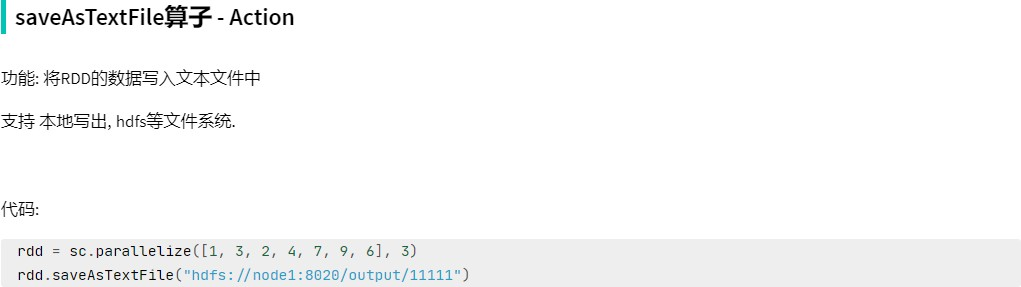 saveAsTextFile算子 - Action
功能: 将RDD的数据写入文本文件中
支持 本地写出, hdfs等文件系统.
代码:
rdd = sc.parallelize([1, 3, 2, 4, 7, 9, 6], 3)
rdd.saveAsTextFile("hdfs://node1:8020/output/11111")